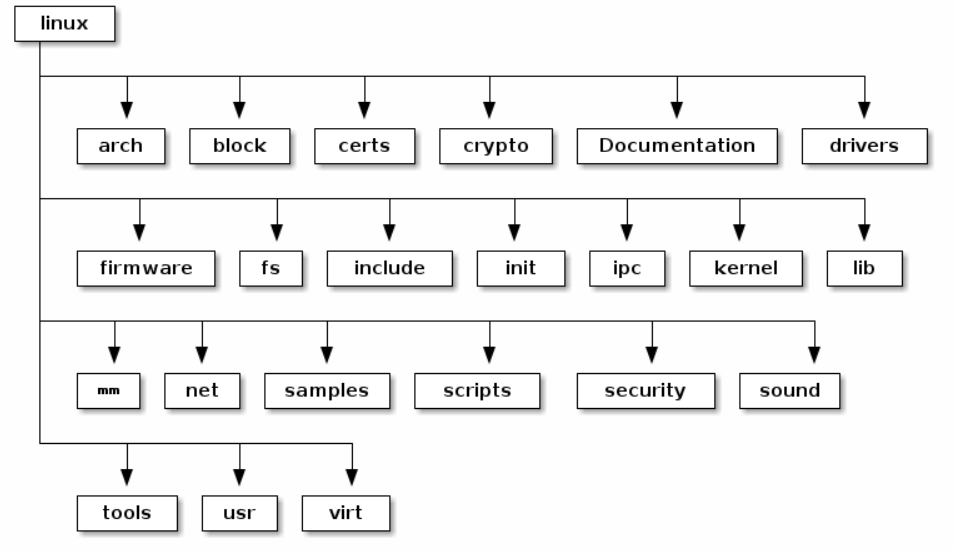 linux
arch block certs crypto Documentation drivers
firmware fs include init ipc kernel lib
mm net samples scripts security sound
tools usr virt